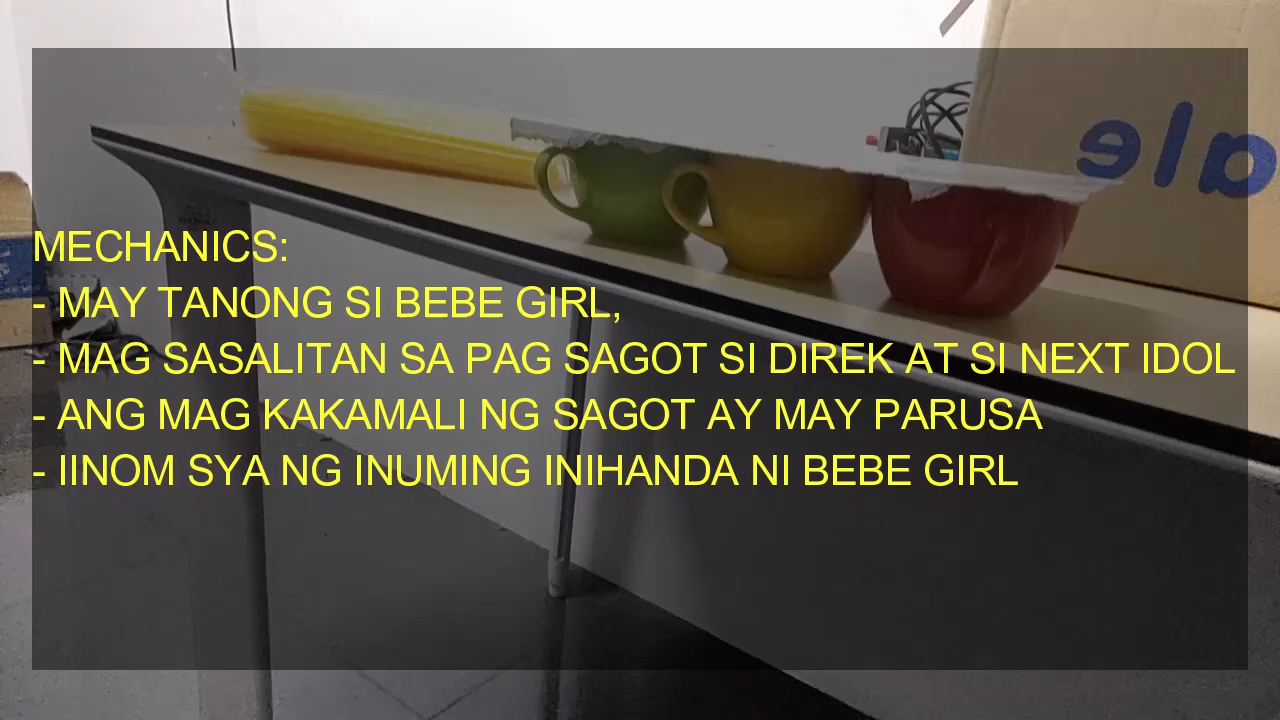 ale
MECHANICS:
- MAY TANONG SI BEBE GIRL,
- MAG SASALITAN SA PAG SAGOT SI DIREK AT SI NEXT IDOL
- ANG MAG KAKAMALI NG SAGOT AY MAY PARUSA
- IINOM SYA NG INUMING INIHANDA NI BEBE GIRL